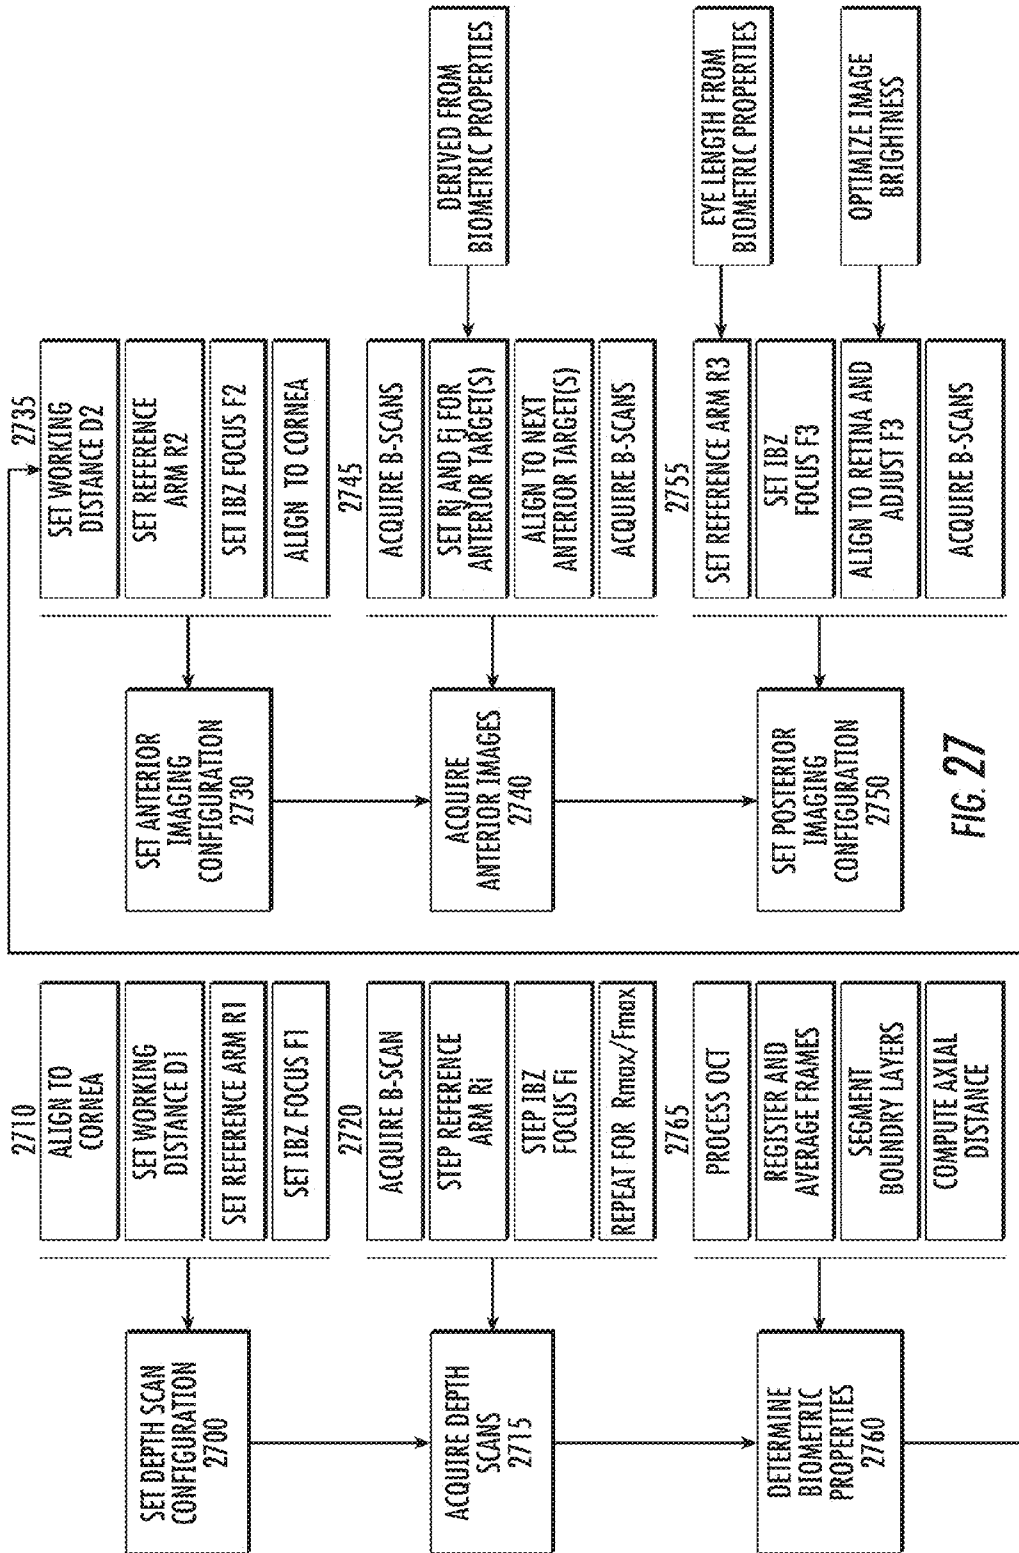 SET DEPTH SCAN
CONFIGURATION
2700
2710
ALIGN TO
CORNEA
SET WORKING
DISTANCE D1
SET REFERENCE ARM R1
SET IBZ FOCUS F1
ACQUIRE DEPTH
SCANS
2715
2720
ACQUIRE B-SCAN
STEP REFERENCE
ARM Ri
STEP IBZ
FOCUS Fi
REPEAT FOR Rmax/Fmax
DETERMINE
BIOMETRIC
PROPERTIES
2760
2765
PROCESS OCT
REGISTER AND
AVERAGE FRAMES
SEGMENT
BOUNDRY LAYERS
COMPUTE AXIAL
DISTANCE
SET ANTERIOR
IMAGING
CONFIGURATION
2730
2735
SET WORKING
DISTANCE D2
SET REFERENCE
ARM R2
SET IBZ FOCUS F2
ALIGN TO CORNEA
ACQUIRE
ANTERIOR IMAGES
2740
2745
ACQUIRE B-SCANS
SET Rj AND Fj FOR
ANTERIOR TARGET(S)
ALIGN TO NEXT
ANTERIOR TARGET(S)
ACQUIRE B-SCANS
DERIVED FROM
BIOMETRIC PROPERTIES
SET POSTERIOR
IMAGING
CONFIGURATION
2750
2755
SET REFERENCE ARM R3
SET IBZ
FOCUS F3
ALIGN TO RETINA AND
ADJUST F3
ACQUIRE B-SCANS
EYE LENGTH FROM
BIOMETRIC PROPERTIES
OPTIMIZE IMAGE
BRIGHTNESS
FIG. 27